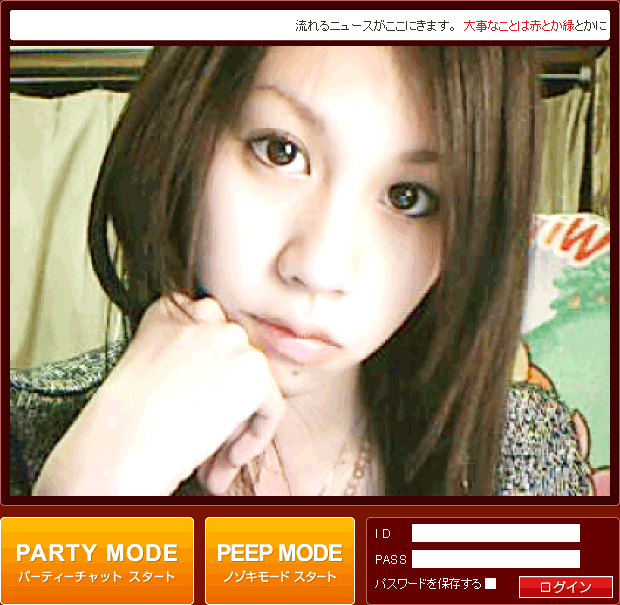 流れるニュースがここにきます。 大事なことは赤とか緑とかに
Wi
PARTY MODE
パーティーチャット スタート
PEEP MODE
ノゾキモード スタート
ID
PASS
パスワードを保存する
ログイン